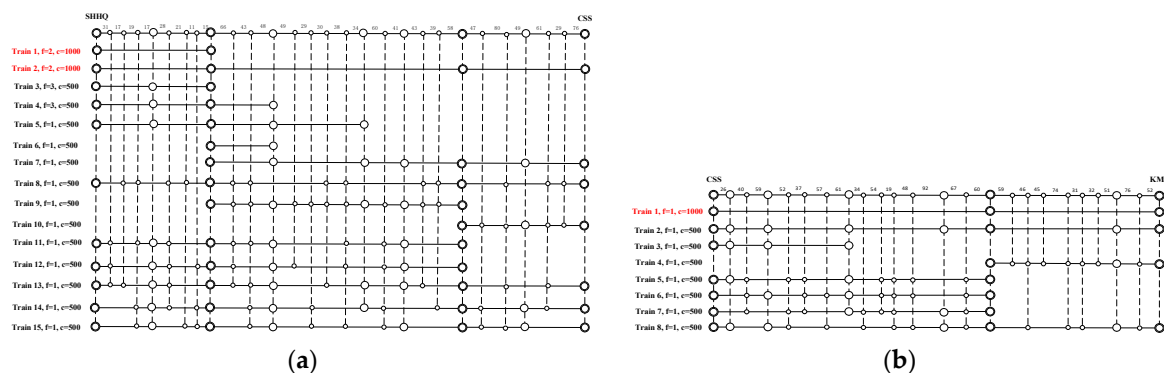 SHHQ CSS
31 17 19 17 28 21 11 15 66 43 48 49 29 30 38 34 60 41 43 38 58 47 80 49 61 29 76
Train 1, f=2, c=1000
Train 2, f=2, c=1000
Train 3, f=3, c=500
Train 4, f=3, c=500
Train 5, f=1, c=500
Train 6, f=1, c=500
Train 7, f=1, c=500
Train 8, f=1, c=500
Train 9, f=1, c=500
Train 10, f=1, c=500
Train 11, f=1, c=500
Train 12, f=1, c=500
Train 13, f=1, c=500
Train 14, f=1, c=500
Train 15, f=1, c=500
(a)
CSS KM
26 40 59 52 37 57 61 34 54 19 48 92 67 60 59 46 45 74 31 32 26 76 52
Train 1, f=1, c=1000
Train 2, f=1, c=500
Train 3, f=1, c=500
Train 4, f=1, c=500
Train 5, f=1, c=500
Train 6, f=1, c=500
Train 7, f=1, c=500
Train 8, f=1, c=500
(b)